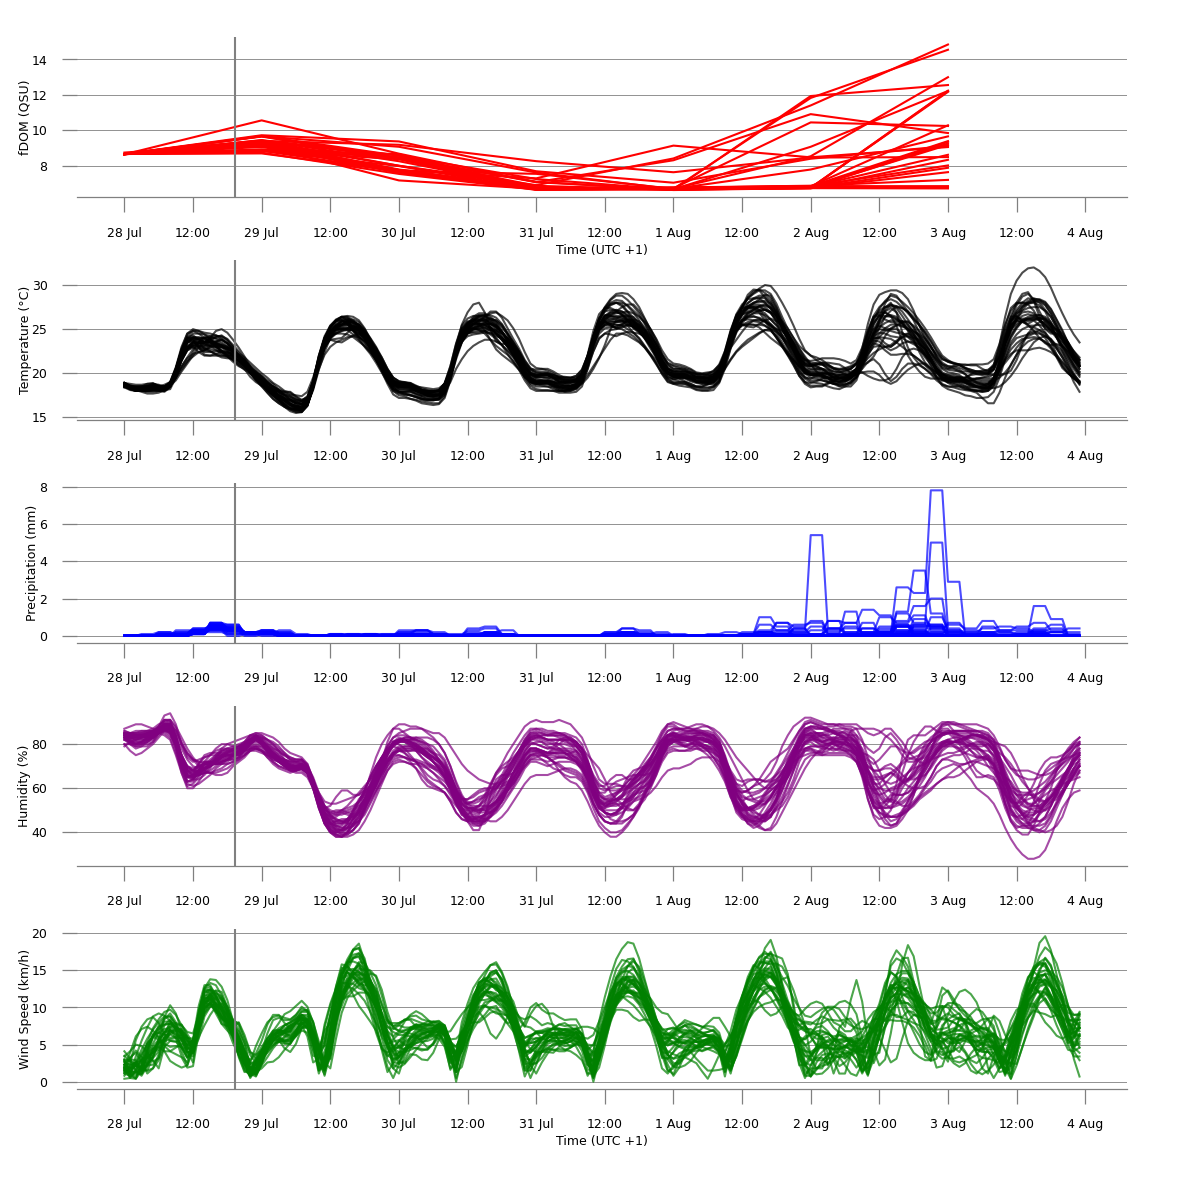 fDOM (QSU)
14
12
10
8
28 Jul 12:00 29 Jul 12:00 30 Jul 12:00 31 Jul 12:00 1 Aug 12:00 2 Aug 12:00 3 Aug 12:00 4 Aug
Time (UTC +1)
Temperature (°C)
30
25
20
15
28 Jul 12:00 29 Jul 12:00 30 Jul 12:00 31 Jul 12:00 1 Aug 12:00 2 Aug 12:00 3 Aug 12:00 4 Aug
Precipitation (mm)
8
6
4
2
0
28 Jul 12:00 29 Jul 12:00 30 Jul 12:00 31 Jul 12:00 1 Aug 12:00 2 Aug 12:00 3 Aug 12:00 4 Aug
Humidity (%)
80
60
40
28 Jul 12:00 29 Jul 12:00 30 Jul 12:00 31 Jul 12:00 1 Aug 12:00 2 Aug 12:00 3 Aug 12:00 4 Aug
Wind Speed (km/h)
20
15
10
5
0
28 Jul 12:00 29 Jul 12:00 30 Jul 12:00 31 Jul 12:00 1 Aug 12:00 2 Aug 12:00 3 Aug 12:00 4 Aug
Time (UTC +1)